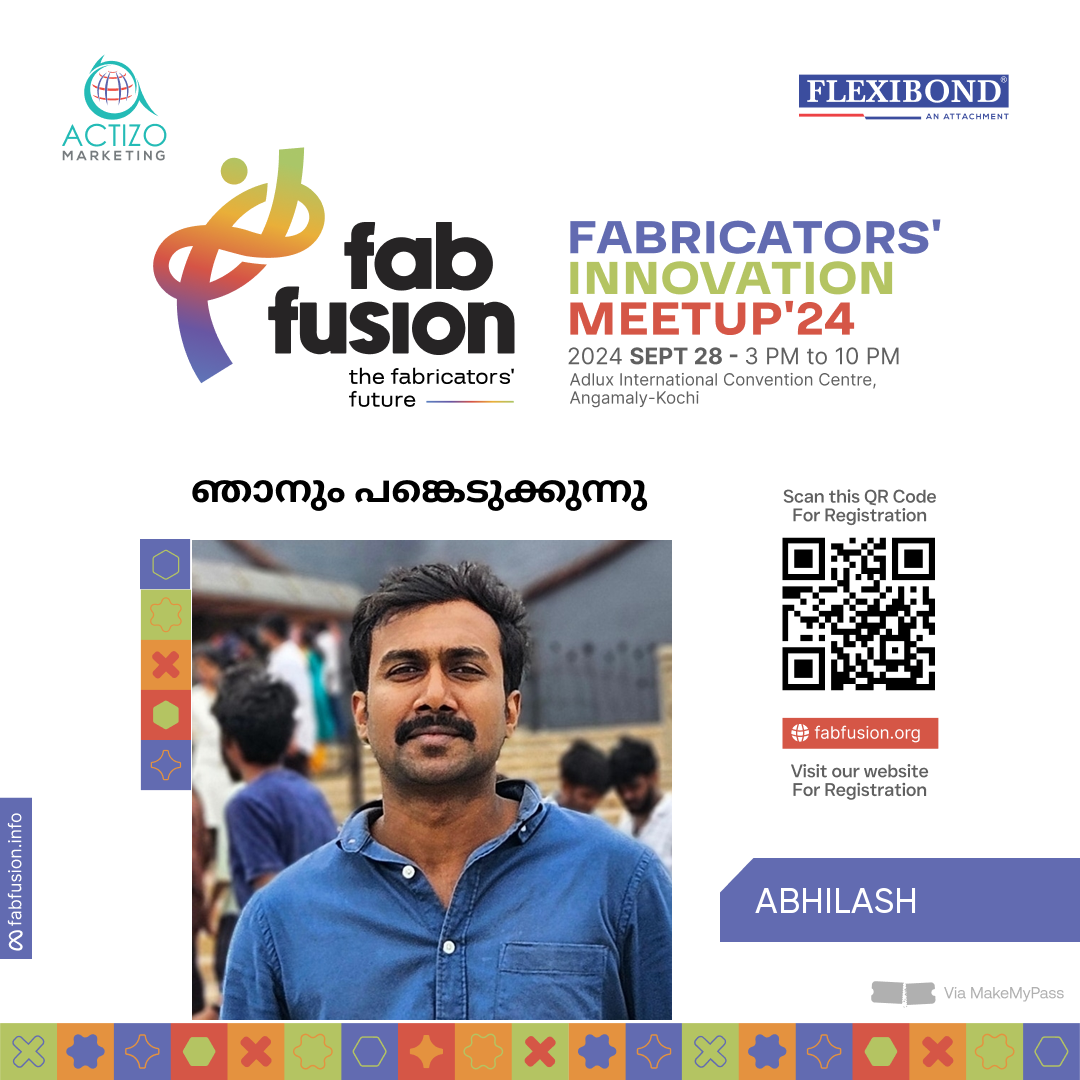 ACTIZO
MARKETING
FLEXIBOND®
AN ATTACHMENT
fab
fusion
the fabricators'
future
FABRICATORS'
INNOVATION
MEETUP'24
2024 SEPT 28 - 3 PM to 10 PM
Adlux International Convention Centre,
Angamaly-Kochi
ഞാനും പങ്കെടുക്കുന്നു
Scan this QR Code
For Registration
fabfusion.org
Visit our website
For Registration
fabfusion.info
ABHILASH
Via MakeMyPass